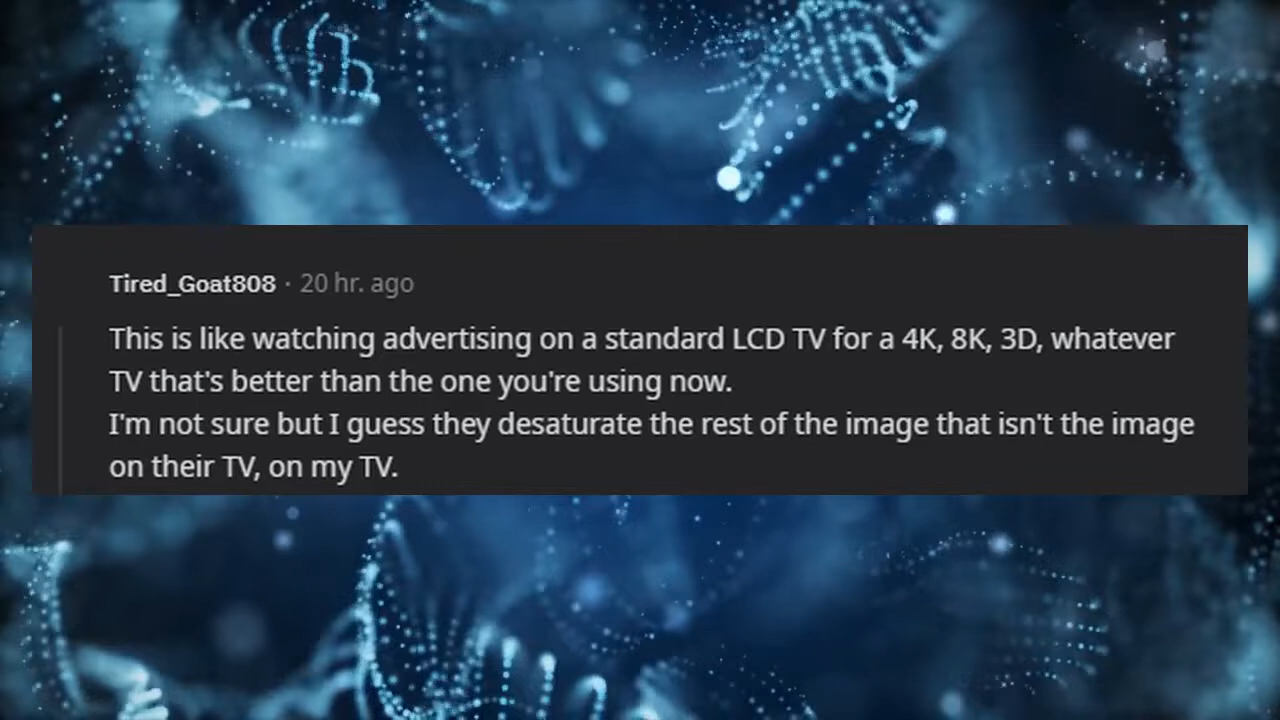 Tired_Goat808 · 20 hr. ago
This is like watching advertising on a standard LCD TV for a 4K, 8K, 3D, whatever
TV that's better than the one you're using now.
I'm not sure but I guess they desaturate the rest of the image that isn't the image
on their TV, on my TV.